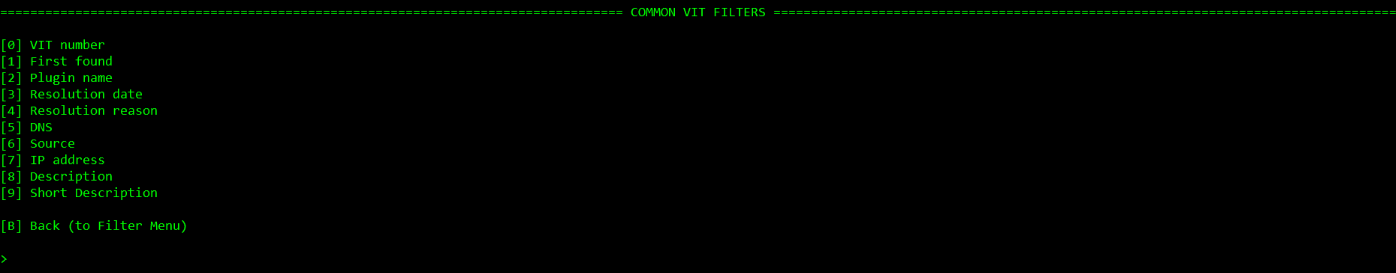 =================================================================================== COMMON VIT FILTERS ===================================================================================
[0] VIT number
[1] First found
[2] Plugin name
[3] Resolution date
[4] Resolution reason
[5] DNS
[6] Source
[7] IP address
[8] Description
[9] Short Description
[B] Back (to Filter Menu)
>